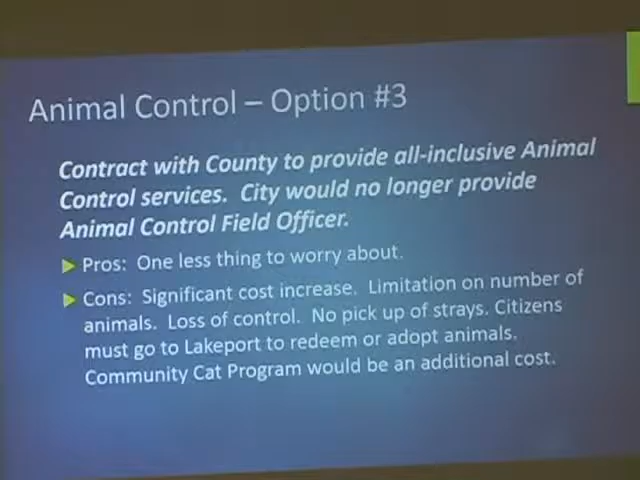 Animal Control – Option #3
Contract with County to provide all-inclusive Animal
Control services. City would no longer provide
Animal Control Field Officer.
Pros: One less thing to worry about.
Cons: Significant cost increase. Limitation on number of
animals. Loss of control. No pick up of strays. Citizens
must go to Lakeport to redeem or adopt animals.
Community Cat Program would be an additional cost.